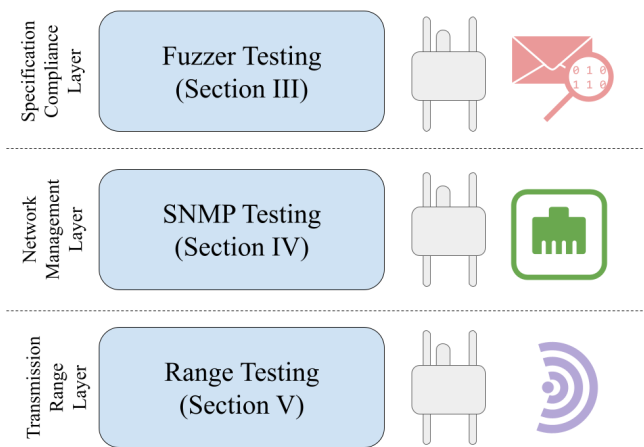 Specification
Compliance
Layer
Fuzzer Testing
(Section III)
0 1 0
1 1 0
Network
Management
Layer
SNMP Testing
(Section IV)
Transmission
Range
Layer
Range Testing
(Section V)